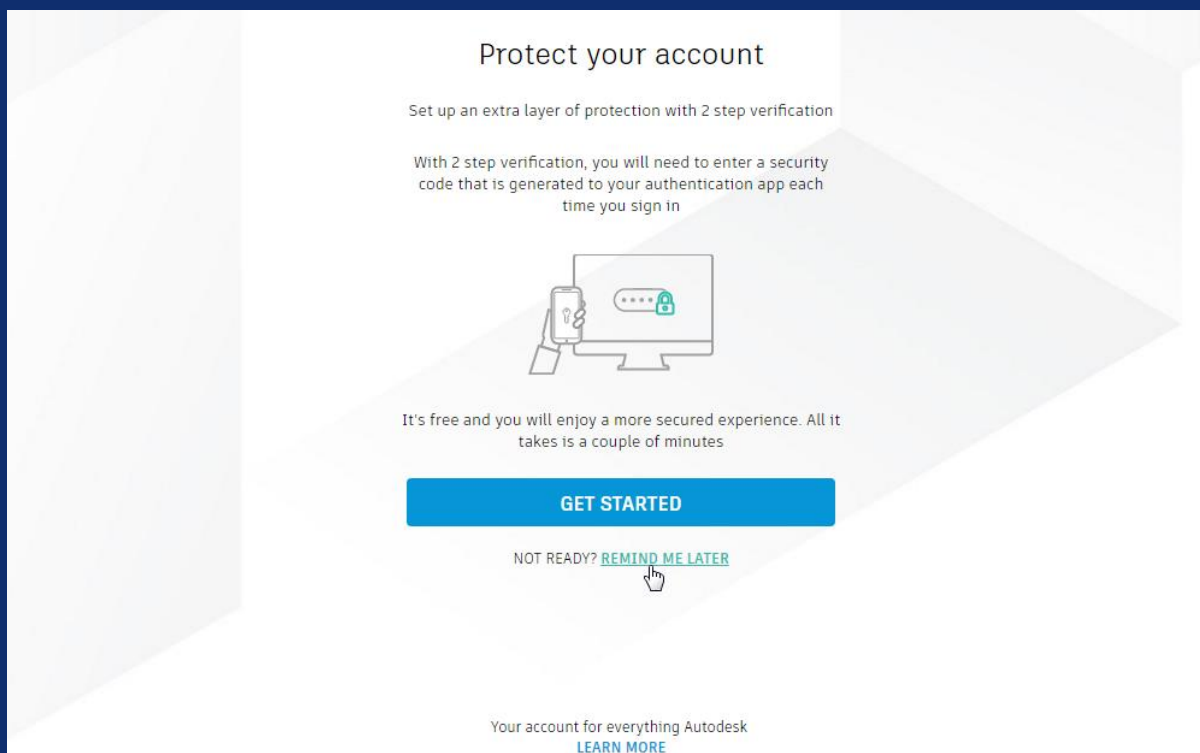 Protect your account
Set up an extra layer of protection with 2 step verification
With 2 step verification, you will need to enter a security
code that is generated to your authentication app each
time you sign in
It's free and you will enjoy a more secured experience. All it
takes is a couple of minutes
GET STARTED
NOT READY? REMIND ME LATER
Your account for everything Autodesk
LEARN MORE